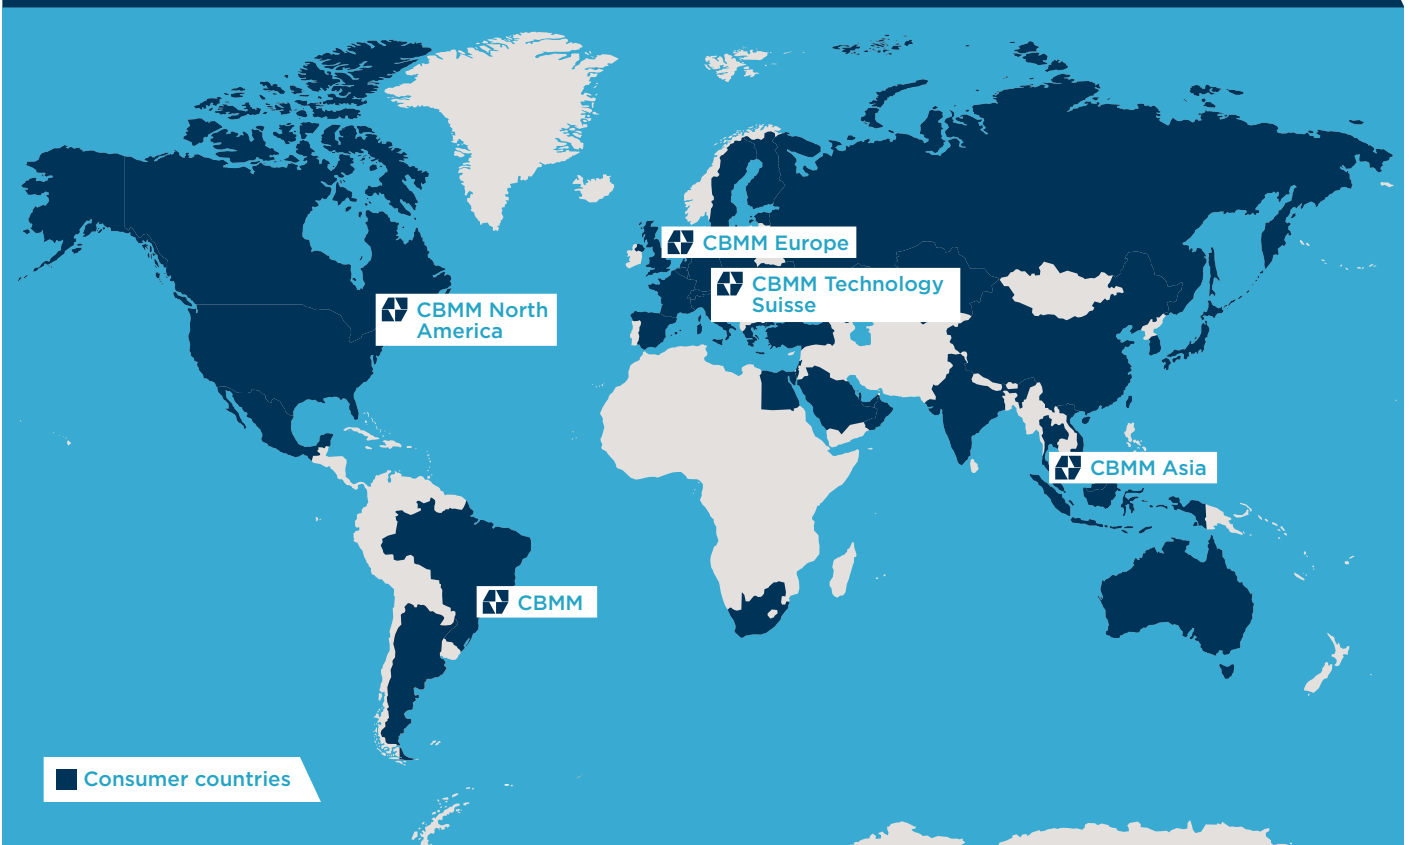 CBMM Europe
CBMM Technology
Suisse
CBMM North
America
CBMM Asia
CBMM
Consumer countries